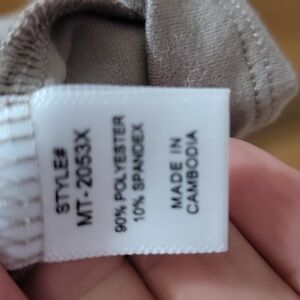 STYLE#
MT-2053X
90% POLYESTER
10% SPANDEX
MADE IN
CAMBODIA